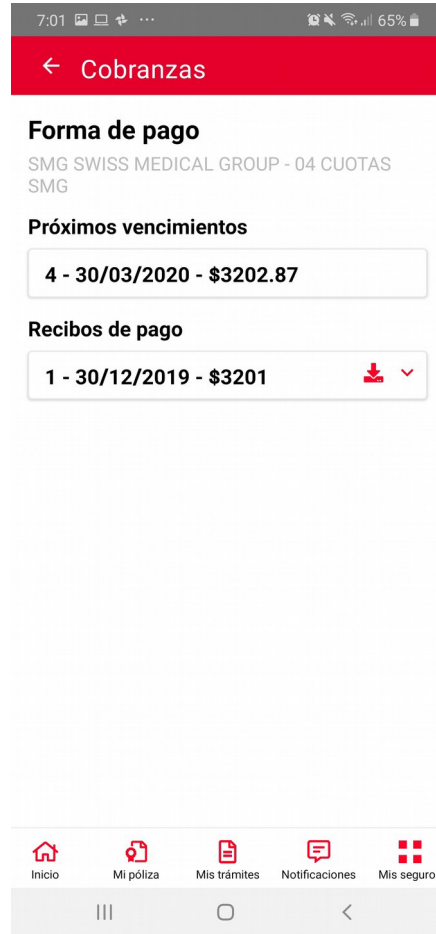 7:01 ··· 65%
Cobranzas
Forma de pago
SMG SWISS MEDICAL GROUP - 04 CUOTAS
SMG
Próximos vencimientos
4 - 30/03/2020 - $3202.87
Recibos de pago
1 - 30/12/2019 - $3201
Inicio Mi póliza Mis trámites Notificaciones Mis seguro